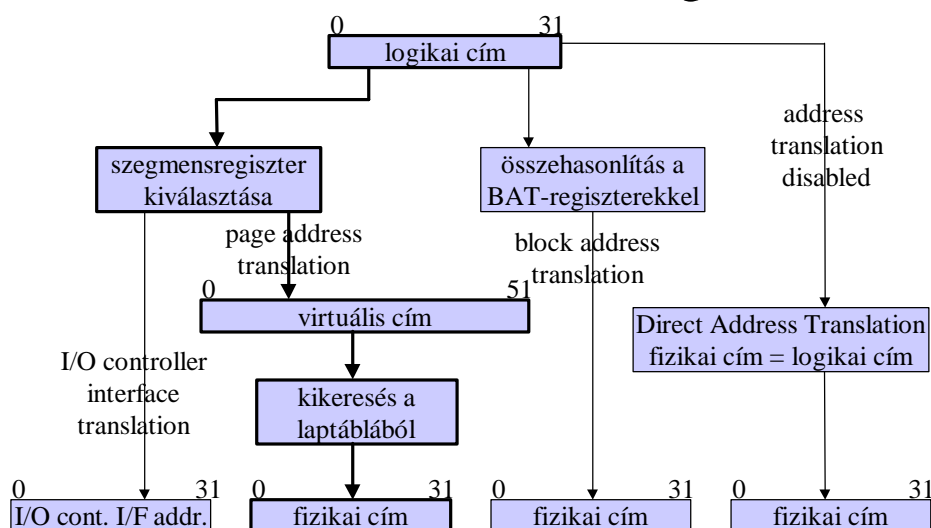 0 31
logikai cím
address
translation
disabled
szegmensregiszter
kiválasztása
összehasonlítás a
BAT-regiszterekkel
page address
translation
block address
translation
0 51
virtuális cím
Direct Address Translation
fizikai cím = logikai cím
I/O controller
interface
translation
kikeresés a
laptáblából
0 31
I/O cont. I/F addr.
0 31
fizikai cím
0 31
fizikai cím
0 31
fizikai cím